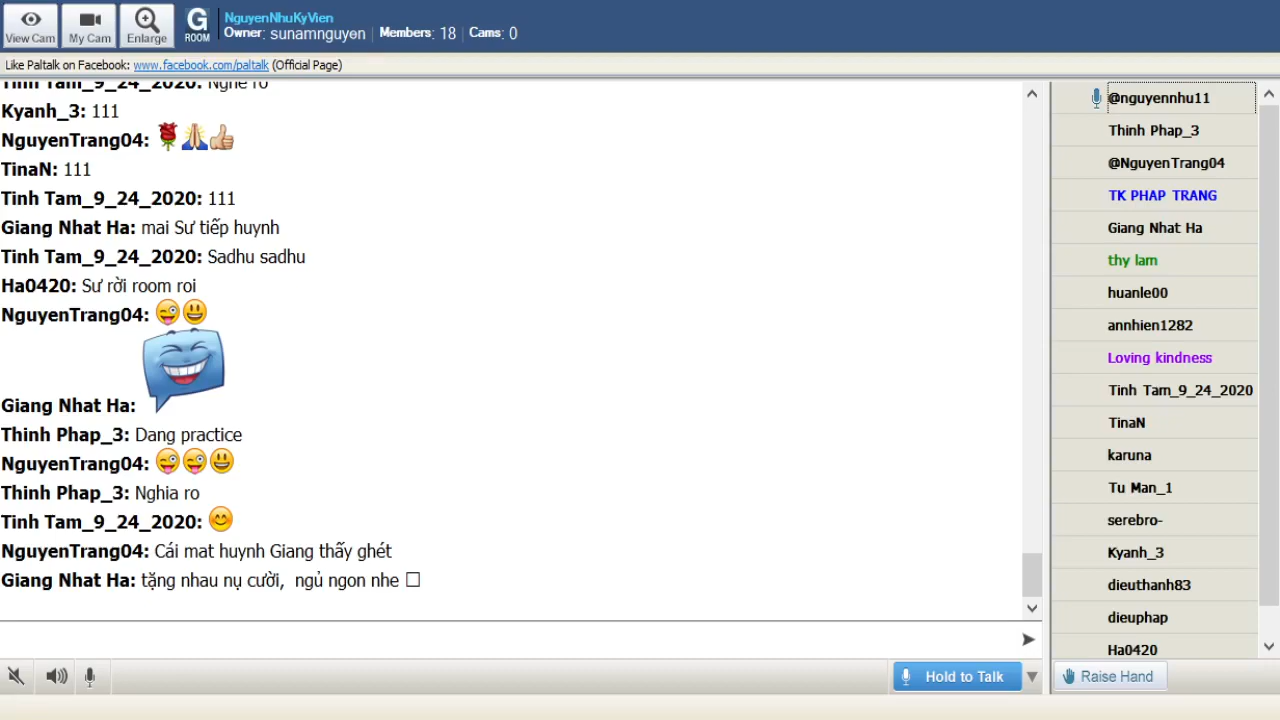 View Cam
My Cam
Enlarge
G
ROOM
NguyenNhuKyVien
Owner: sunamnguyen | Members: 18 | Cams: 0
Like Paltalk on Facebook: www.facebook.com/paltalk (Official Page)
Tinh Tam_9_24_2020: Nghe ro
Kyanh_3: 111
NguyenTrang04:
TinaN: 111
Tinh Tam_9_24_2020: 111
Giang Nhat Ha: mai Sư tiếp huynh
Tinh Tam_9_24_2020: Sadhu sadhu
Ha0420: Sư rời room roi
NguyenTrang04:
Giang Nhat Ha:
Thinh Phap_3: Dang practice
NguyenTrang04:
Thinh Phap_3: Nghia ro
Tinh Tam_9_24_2020:
NguyenTrang04: Cái mat huynh Giang thấy ghét
Giang Nhat Ha: tặng nhau nụ cười, ngủ ngon nhe
Hold to Talk
@nguyennhu11
Thinh Phap_3
@NguyenTrang04
TK PHAP TRANG
Giang Nhat Ha
thy lam
huanle00
annhien1282
Loving kindness
Tinh Tam_9_24_2020
TinaN
karuna
Tu Man_1
serebro-
Kyanh_3
dieuthanh83
dieuphap
Ha0420
Raise Hand